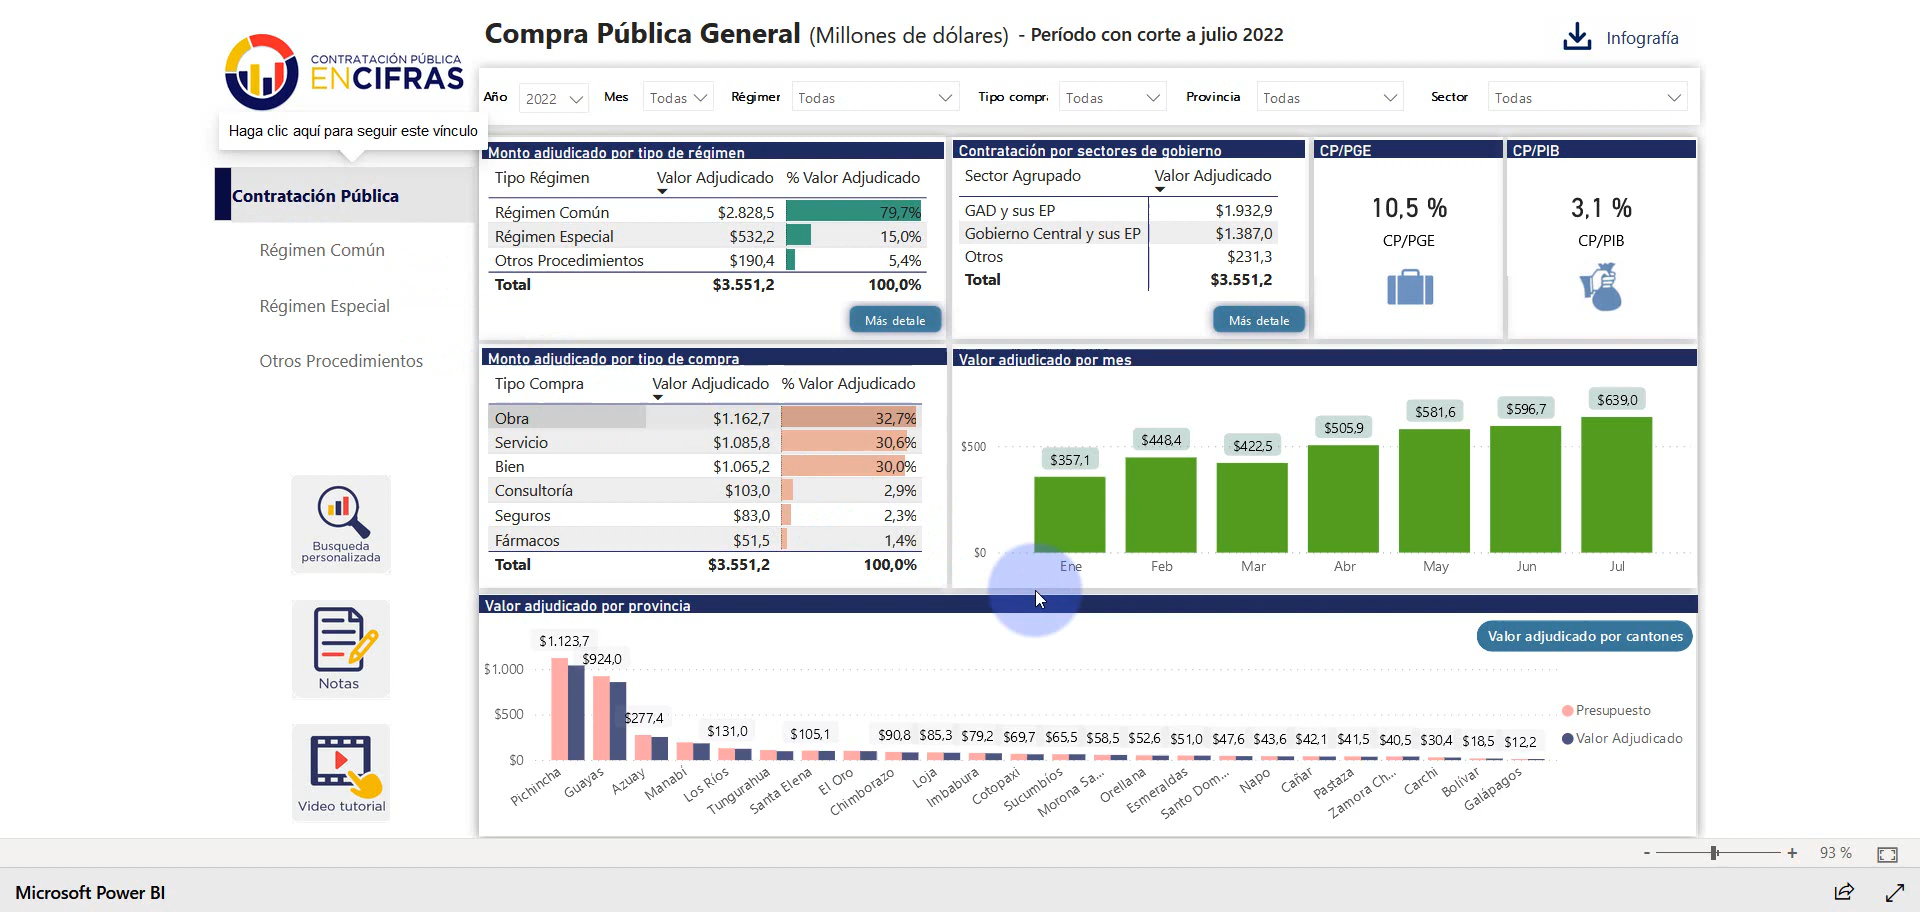 Compra Pública General (Millones de dólares) - Período con corte a julio 2022
Infografía
CONTRATACIÓN PÚBLICA
ENCIFRAS
Año 2022 Mes Todas Régimer Todas Tipo compra Todas Provincia Todas Sector Todas
Haga clic aquí para seguir este vínculo
Contratación Pública
Régimen Común
Régimen Especial
Otros Procedimientos
Busqueda
personalizada
Notas
Video tutorial
Monto adjudicado por tipo de régimen
Tipo Régimen Valor Adjudicado % Valor Adjudicado
Régimen Común $2.828,5 79,7%
Régimen Especial $532,2 15,0%
Otros Procedimientos $190,4 5,4%
Total $3.551,2 100,0%
Más detale
Contratación por sectores de gobierno
Sector Agrupado Valor Adjudicado
GAD y sus EP $1.932,9
Gobierno Central y sus EP $1.387,0
Otros $231,3
Total $3.551,2
Más detale
CP/PGE
10,5 %
CP/PGE
CP/PIB
3,1 %
CP/PIB
Monto adjudicado por tipo de compra
Tipo Compra Valor Adjudicado % Valor Adjudicado
Obra $1.162,7 32,7%
Servicio $1.085,8 30,6%
Bien $1.065,2 30,0%
Consultoría $103,0 2,9%
Seguros $83,0 2,3%
Fármacos $51,5 1,4%
Total $3.551,2 100,0%
Valor adjudicado por mes
$357,1 $448,4 $422,5 $505,9 $581,6 $596,7 $639,0
$500
$0
Ene Feb Mar Abr May Jun Jul
Valor adjudicado por provincia
Valor adjudicado por cantones
$1.123,7 $924,0 $277,4 $131,0 $105,1 $90,8 $85,3 $79,2 $69,7 $65,5 $58,5 $52,6 $51,0 $47,6 $43,6 $42,1 $41,5 $40,5 $30,4 $18,5 $12,2
$1.000
$500
$0
Pichincha Guayas Azuay Manabí Los Ríos Tungurahua Santa Elena El Oro Chimborazo Loja Imbabura Cotopaxi Sucumbíos Morona Sa... Orellana Esmeraldas Santo Dom... Napo Cañar Pastaza Zamora Ch... Carchi Bolívar Galápagos
Presupuesto
Valor Adjudicado
- + 93 %
Microsoft Power BI